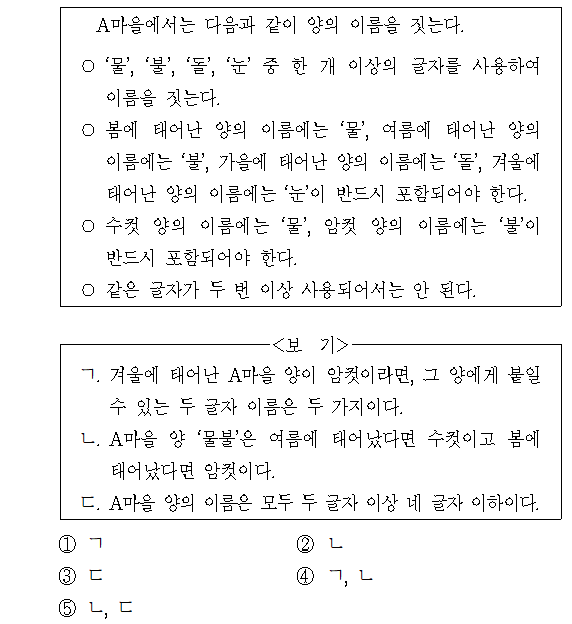 A마을에서는 다음과 같이 양의 이름을 짓는다.
○ ‘물’, ‘불’, ‘돌’, ‘눈’ 중 한 개 이상의 글자를 사용하여
이름을 짓는다.
○ 봄에 태어난 양의 이름에는 ‘물’, 여름에 태어난 양의
이름에는 ‘불’, 가을에 태어난 양의 이름에는 ‘돌’, 겨울에
태어난 양의 이름에는 ‘눈’이 반드시 포함되어야 한다.
○ 수컷 양의 이름에는 ‘물’, 암컷 양의 이름에는 ‘불’이
반드시 포함되어야 한다.
○ 같은 글자가 두 번 이상 사용되어서는 안 된다.
<보 기>
ㄱ. 겨울에 태어난 A마을 양이 암컷이라면, 그 양에게 붙일
수 있는 두 글자 이름은 두 가지이다.
ㄴ. A마을 양 ‘물불’은 여름에 태어났다면 수컷이고 봄에
태어났다면 암컷이다.
ㄷ. A마을 양의 이름은 모두 두 글자 이상 네 글자 이하이다.
① ㄱ ② ㄴ
③ ㄷ ④ ㄱ, ㄴ
⑤ ㄴ, ㄷ